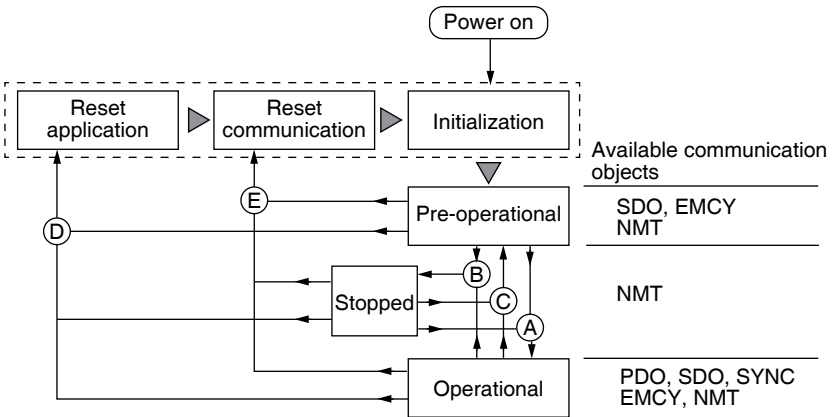 Power on
Reset
application
Reset
communication
Initialization
Available communication
objects
E
Pre-operational
SDO, EMCY
NMT
D
B
Stopped
C
NMT
A
Operational
PDO, SDO, SYNC
EMCY, NMT